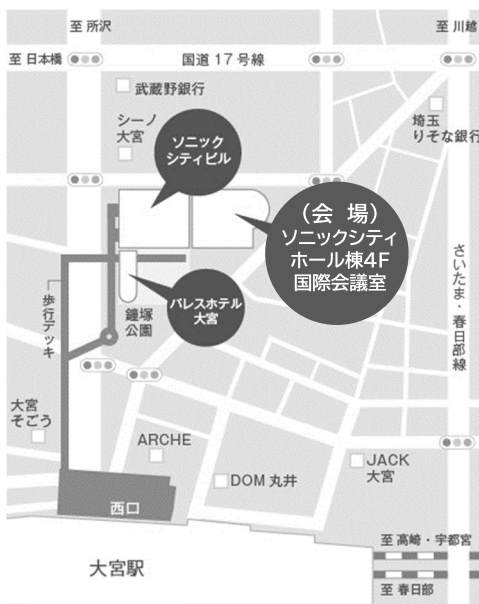 至 所沢
至 川越
至 日本橋
国道 17 号線
武蔵野銀行
シーノ
大宮
ソニック
シティビル
埼玉
りそな銀行
（会 場）
ソニックシティ
ホール棟4F
国際会議室
さいたま・春日部線
パレスホテル
大宮
鐘塚
公園
歩行デッキ
大宮
そごう
ARCHE
DOM 丸井
JACK
大宮
西口
大宮駅
至 高崎・宇都宮
至 春日部